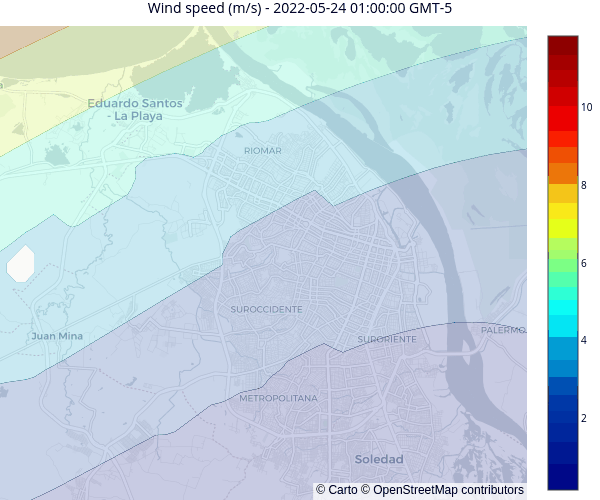 Wind speed (m/s) - 2022-05-24 01:00:00 GMT-5
10
8
6
4
2
Eduardo Santos
- La Playa
RIOMAR
SUROCCIDENTE
Juan Mina
PALERMO
SURORIENTE
METROPOLITANA
Soledad
© Carto © OpenStreetMap contributors